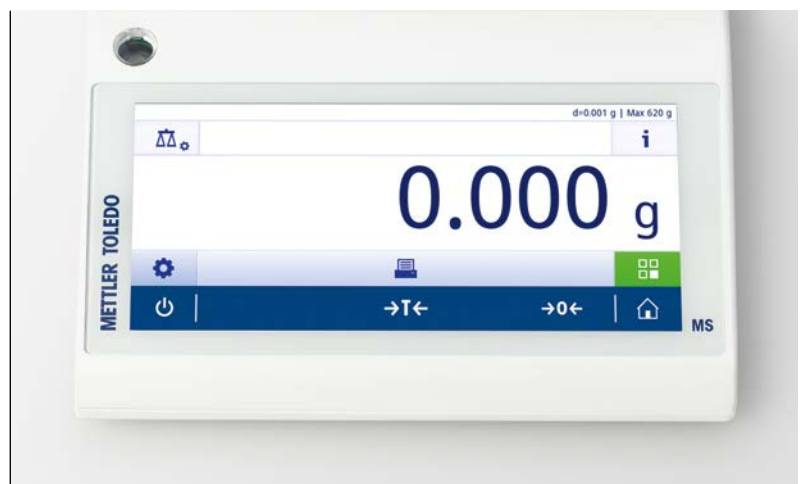 d=0.001 g | Max 620 g
i
0.000 g
→T← →0←
METTLER TOLEDO
MS